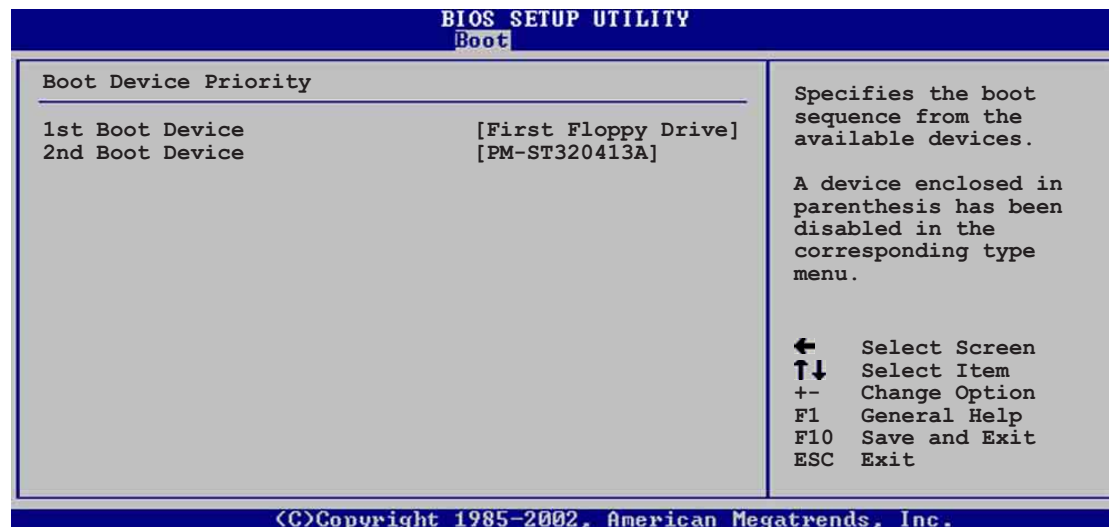 BIOS SETUP UTILITY
Boot
Boot Device Priority
1st Boot Device [First Floppy Drive]
2nd Boot Device [PM-ST320413A]
Specifies the boot
sequence from the
available devices.
A device enclosed in
parenthesis has been
disabled in the
corresponding type
menu.
← Select Screen
↑↓ Select Item
+- Change Option
F1 General Help
F10 Save and Exit
ESC Exit
(C)Copyright 1985-2002, American Megatrends, Inc.